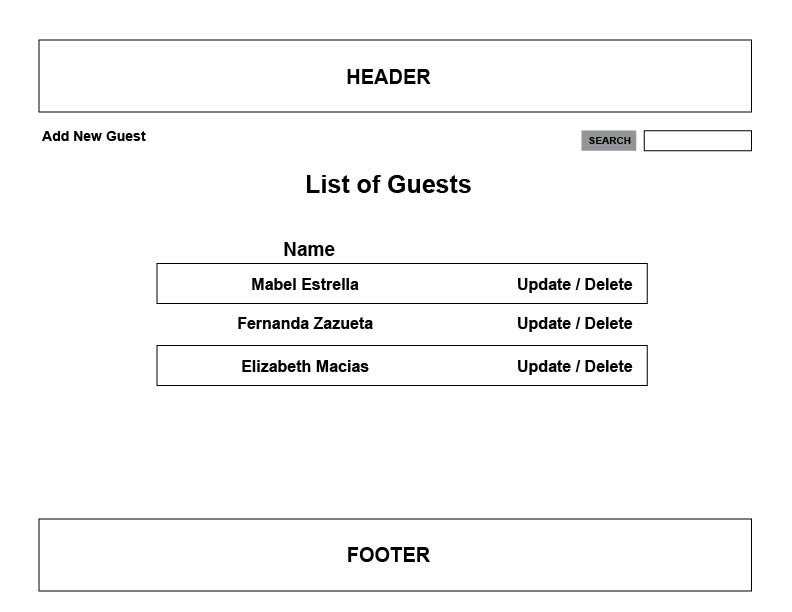 HEADER
Add New Guest
SEARCH
List of Guests
Name
Mabel Estrella Update / Delete
Fernanda Zazueta Update / Delete
Elizabeth Macias Update / Delete
FOOTER